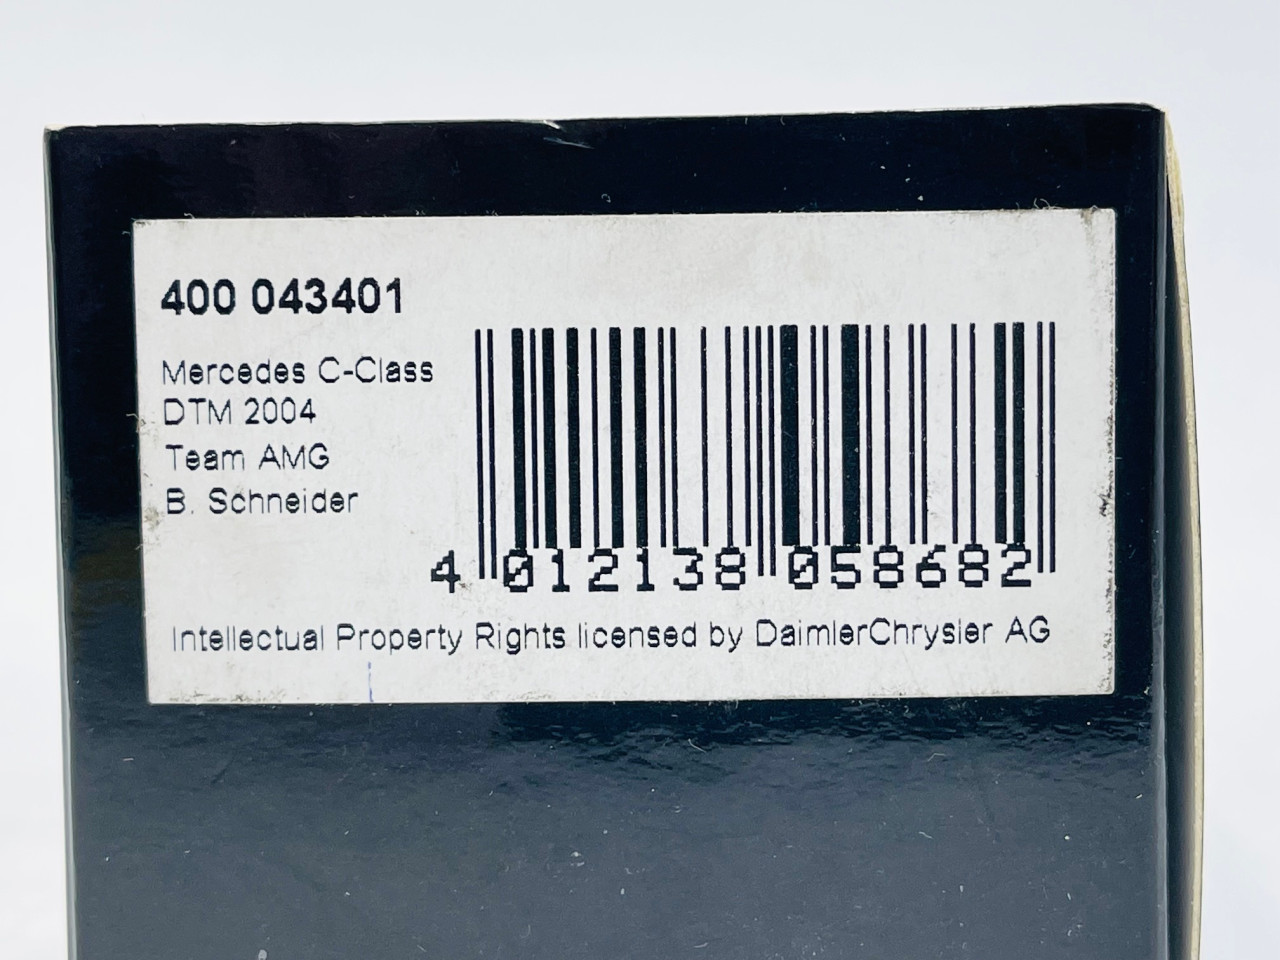 400 043401
Mercedes C-Class
DTM 2004
Team AMG
B. Schneider
4 012138 058682
Intellectual Property Rights licensed by DaimlerChrysler AG